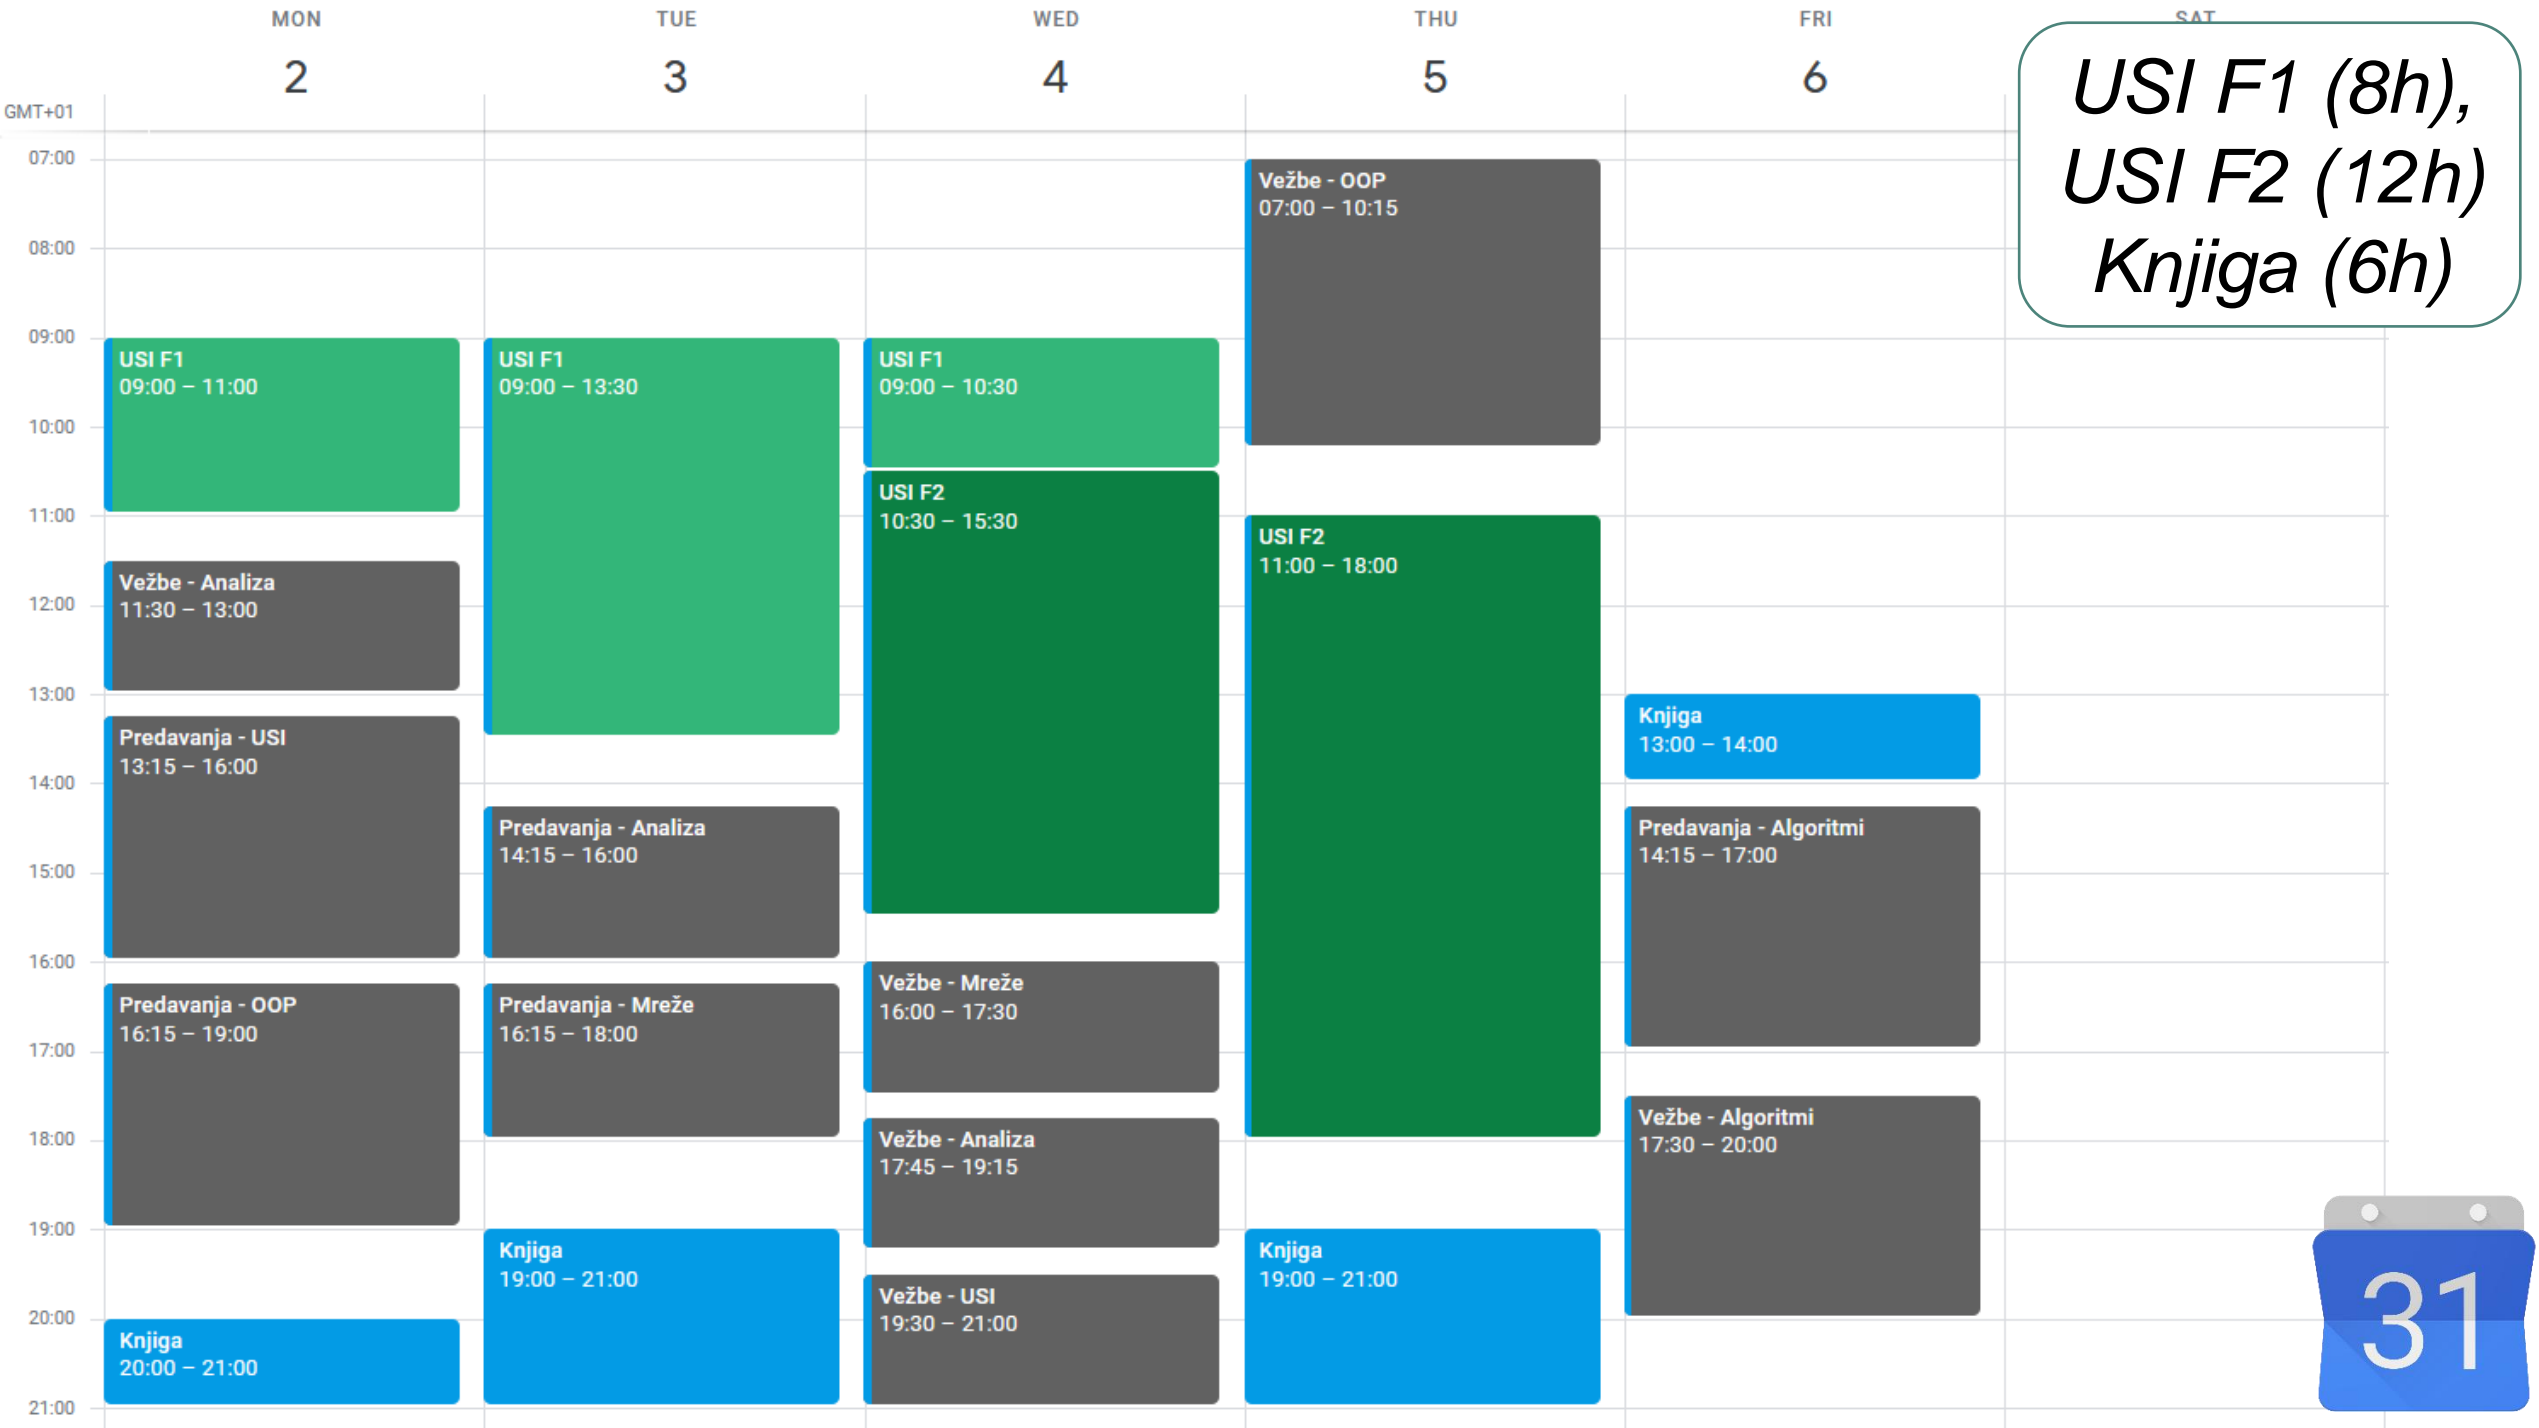 MON
TUE
WED
THU
FRI
SAT
2
3
4
5
6
GMT+01
07:00
08:00
09:00
10:00
11:00
12:00
13:00
14:00
15:00
16:00
17:00
18:00
19:00
20:00
21:00
USI F1
09:00 – 11:00
Vežbe - Analiza
11:30 – 13:00
Predavanja - USI
13:15 – 16:00
Predavanja - OOP
16:15 – 19:00
Knjiga
20:00 – 21:00
USI F1
09:00 – 13:30
Predavanja - Analiza
14:15 – 16:00
Predavanja - Mreže
16:15 – 18:00
Knjiga
19:00 – 21:00
USI F1
09:00 – 10:30
USI F2
10:30 – 15:30
Vežbe - Mreže
16:00 – 17:30
Vežbe - Analiza
17:45 – 19:15
Vežbe - USI
19:30 – 21:00
Vežbe - OOP
07:00 – 10:15
USI F2
11:00 – 18:00
Knjiga
19:00 – 21:00
Knjiga
13:00 – 14:00
Predavanja - Algoritmi
14:15 – 17:00
Vežbe - Algoritmi
17:30 – 20:00
USI F1 (8h),
USI F2 (12h)
Knjiga (6h)
31